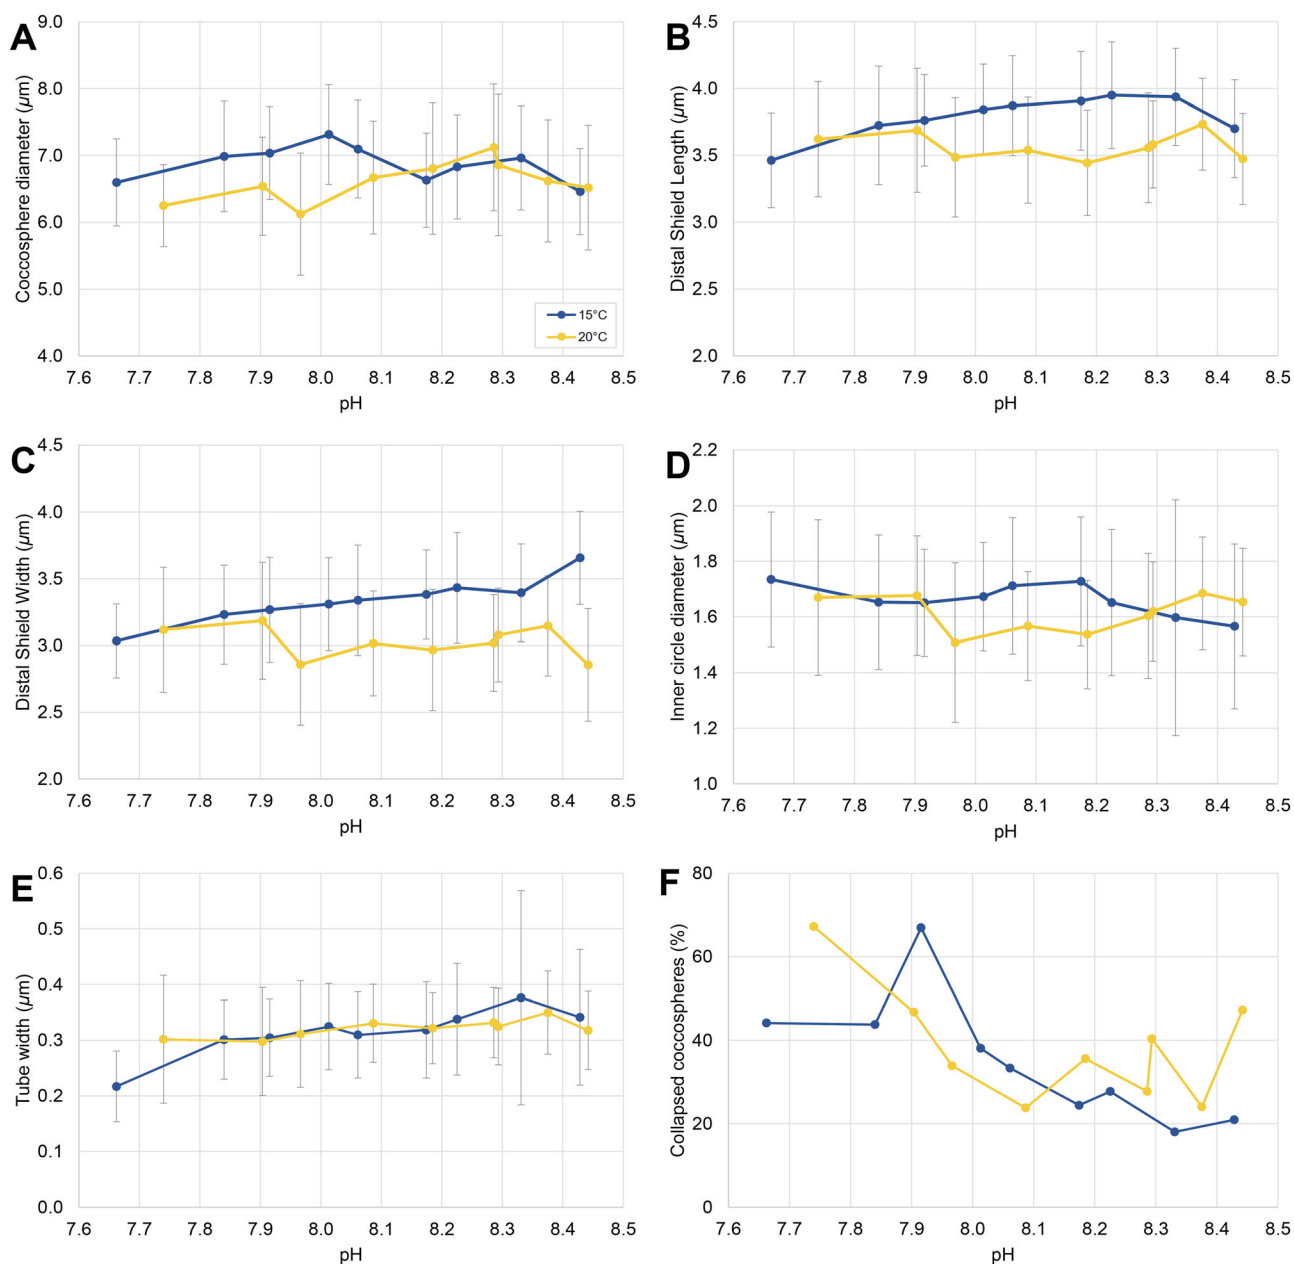 A
Coccosphere diameter (µm)
9.0
8.0
7.0
6.0
5.0
4.0
15°C
20°C
7.6 7.7 7.8 7.9 8.0 8.1 8.2 8.3 8.4 8.5
pH
B
Distal Shield Length (µm)
4.5
4.0
3.5
3.0
2.5
2.0
7.6 7.7 7.8 7.9 8.0 8.1 8.2 8.3 8.4 8.5
pH
C
Distal Shield Width (µm)
4.5
4.0
3.5
3.0
2.5
2.0
7.6 7.7 7.8 7.9 8.0 8.1 8.2 8.3 8.4 8.5
pH
D
Inner circle diameter (µm)
2.2
2.0
1.8
1.6
1.4
1.2
1.0
7.6 7.7 7.8 7.9 8.0 8.1 8.2 8.3 8.4 8.5
pH
E
Tube width (µm)
0.6
0.5
0.4
0.3
0.2
0.1
0.0
7.6 7.7 7.8 7.9 8.0 8.1 8.2 8.3 8.4 8.5
pH
F
Collapsed coccospheres (%)
80
60
40
20
0
7.6 7.7 7.8 7.9 8.0 8.1 8.2 8.3 8.4 8.5
pH